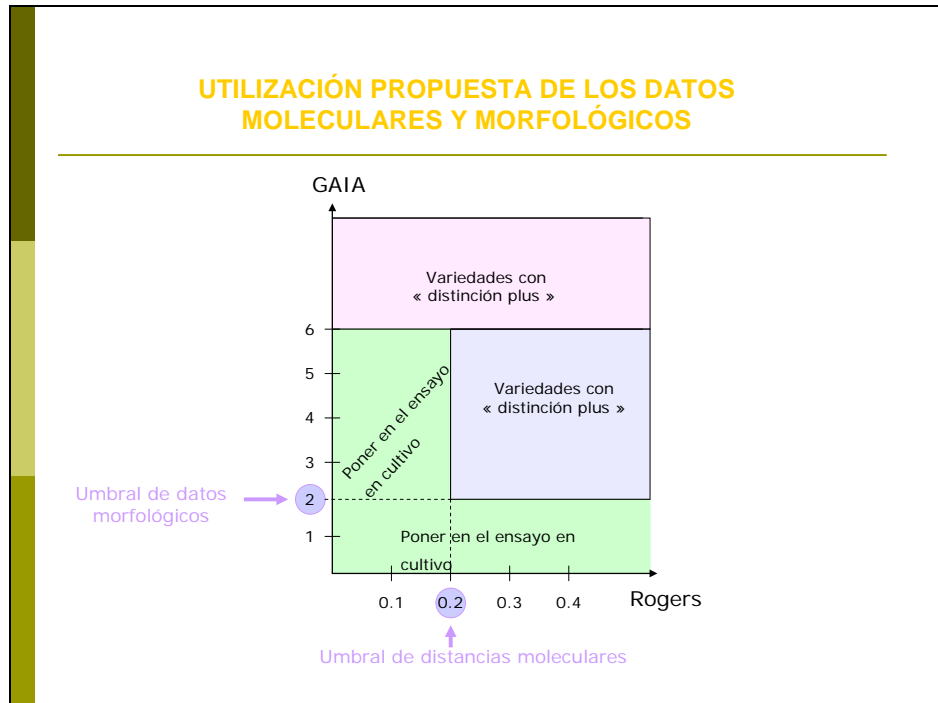 UTILIZACIÓN PROPUESTA DE LOS DATOS
MOLECULARES Y MORFOLÓGICOS
GAIA
Variedades con
« distinción plus »
6
5
4
3
2
1
Poner en el ensayo
en cultivo
Variedades con
« distinción plus »
Umbral de datos
morfológicos
Poner en el ensayo en
cultivo
0.1 0.2 0.3 0.4 Rogers
Umbral de distancias moleculares